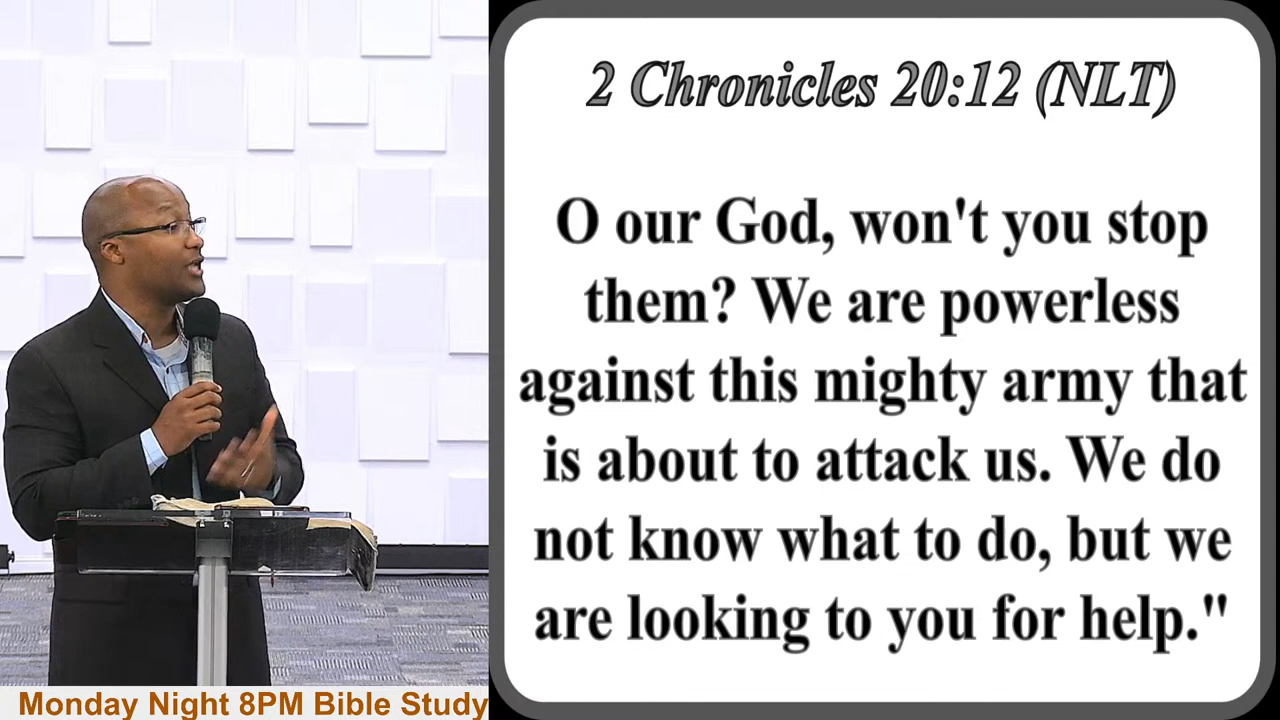 2 Chronicles 20:12 (NLT)
O our God, won't you stop
them? We are powerless
against this mighty army that
is about to attack us. We do
not know what to do, but we
are looking to you for help."
Monday Night 8PM Bible Study